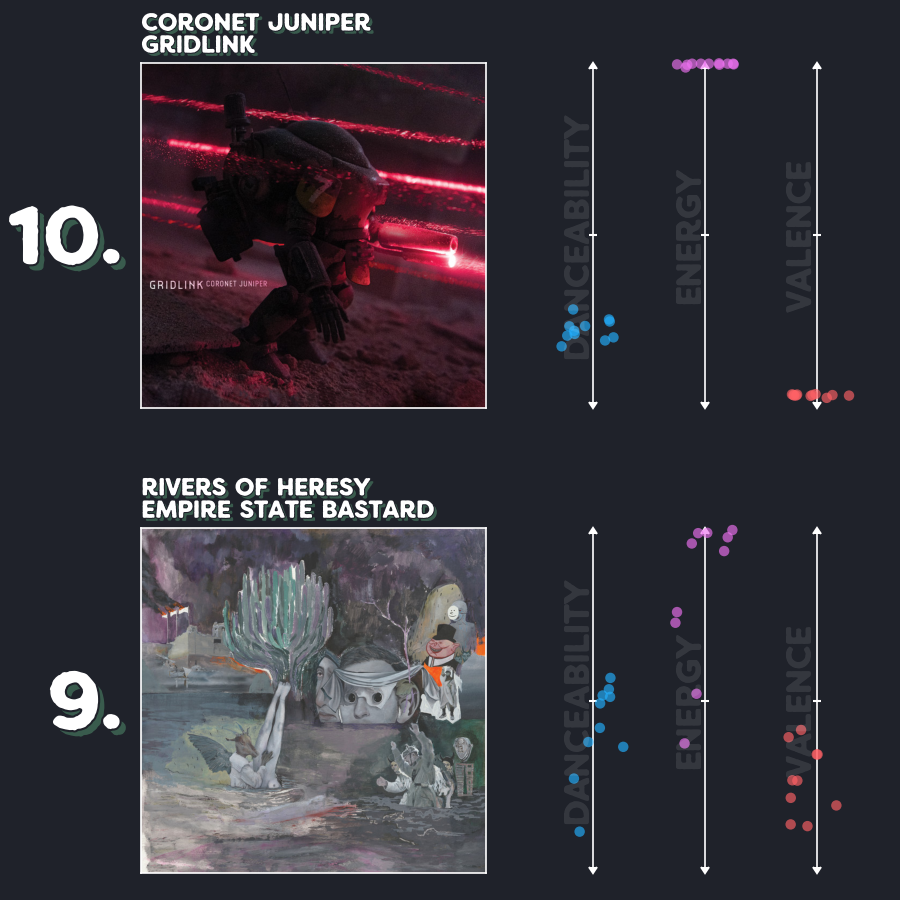 CORONET JUNIPER
GRIDLINK
10.
GRIDLINK CORONET JUNIPER
DANCEABILITY
ENERGY
VALENCE
RIVERS OF HERESY
EMPIRE STATE BASTARD
9.
DANCEABILITY
ENERGY
VALENCE